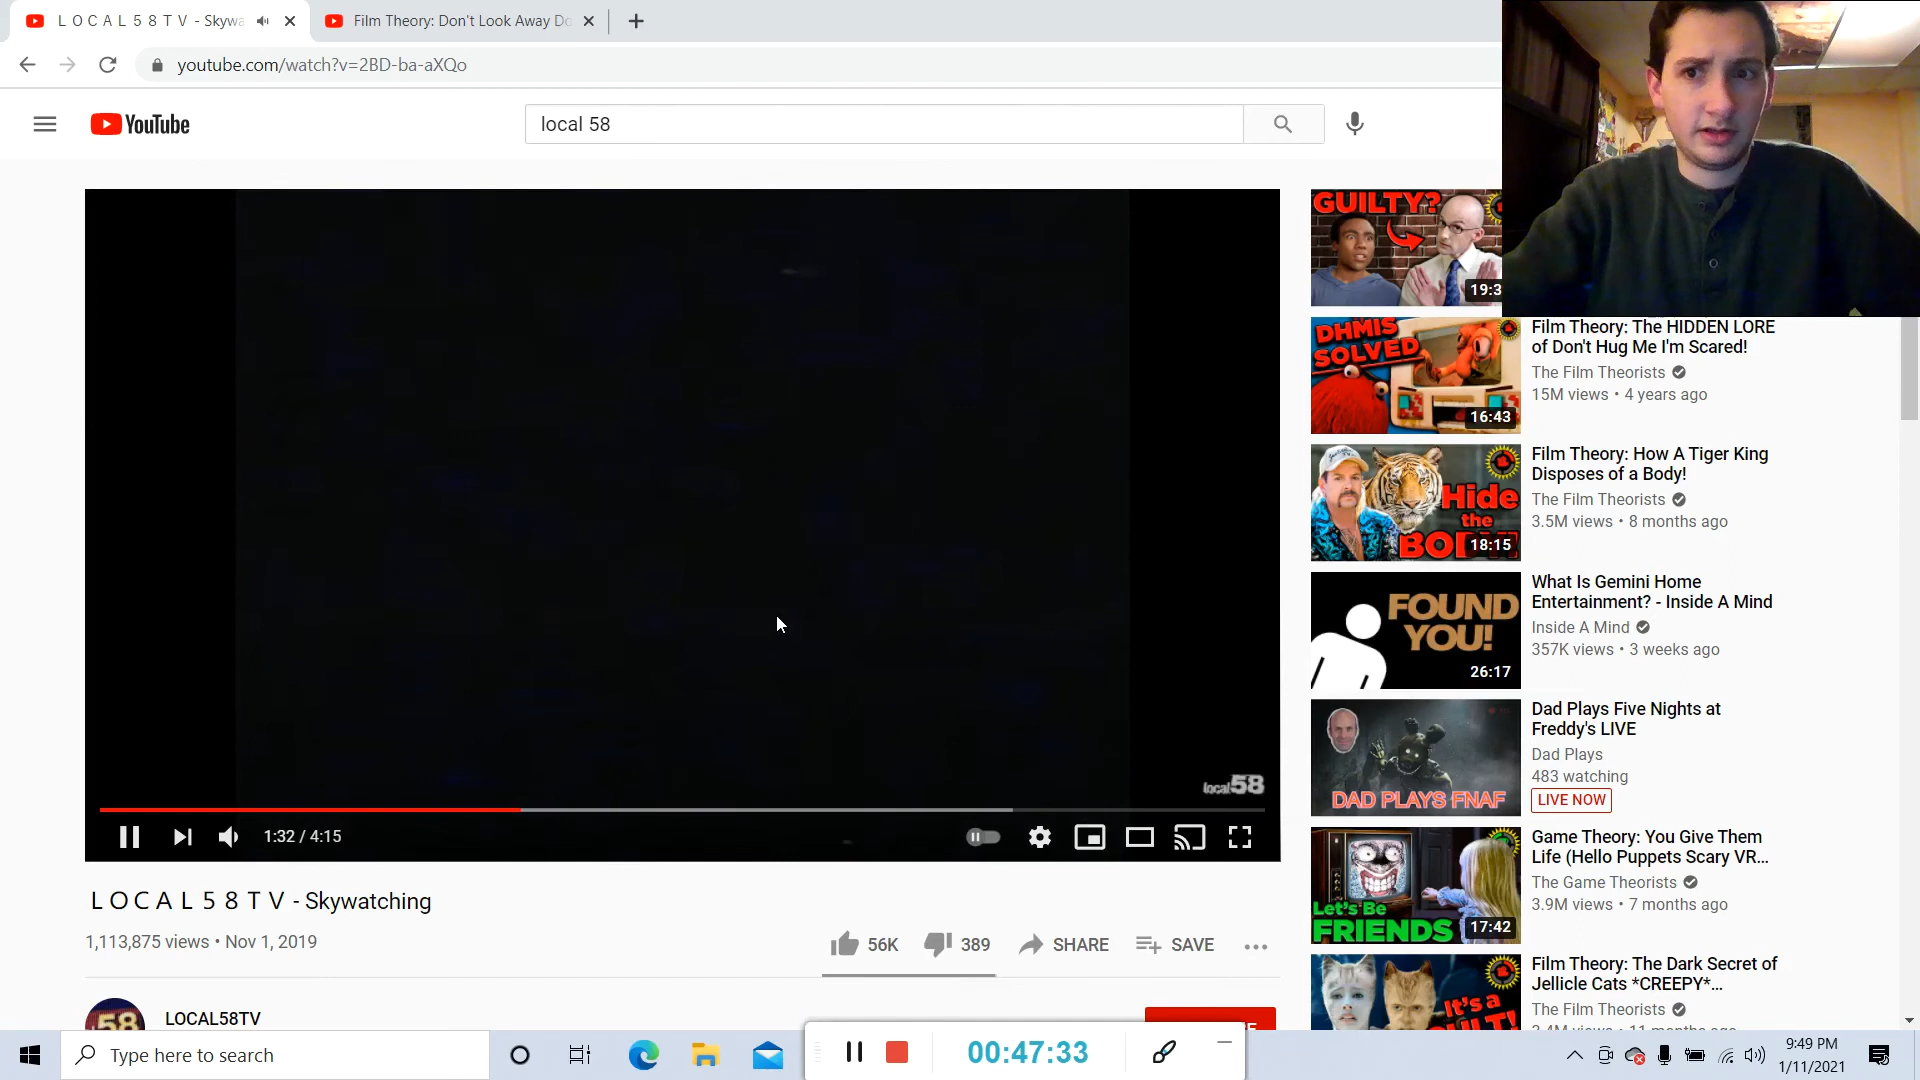 L O C A L 5 8 T V - Skywa
Film Theory: Don't Look Away Do
youtube.com/watch?v=2BD-ba-aXQo
YouTube
local 58
GUILTY?
19:3
DHMIS
SOLVED
16:43
Film Theory: The HIDDEN LORE
of Don't Hug Me I'm Scared!
The Film Theorists
15M views • 4 years ago
Hide
the
BODY!
18:15
Film Theory: How A Tiger King
Disposes of a Body!
The Film Theorists
3.5M views • 8 months ago
FOUND
YOU!
26:17
What Is Gemini Home
Entertainment? - Inside A Mind
Inside A Mind
357K views • 3 weeks ago
DAD PLAYS FNAF
Dad Plays Five Nights at
Freddy's LIVE
Dad Plays
483 watching
LIVE NOW
Let's Be
FRIENDS
17:42
Game Theory: You Give Them
Life (Hello Puppets Scary VR...
The Game Theorists
3.9M views • 7 months ago
It's a
Film Theory: The Dark Secret of
Jellicle Cats *CREEPY*...
The Film Theorists
local58
1:32 / 4:15
L O C A L 5 8 T V - Skywatching
1,113,875 views • Nov 1, 2019
56K
389
SHARE
SAVE
58
LOCAL58TV
Type here to search
00:47:33
9:49 PM
1/11/2021